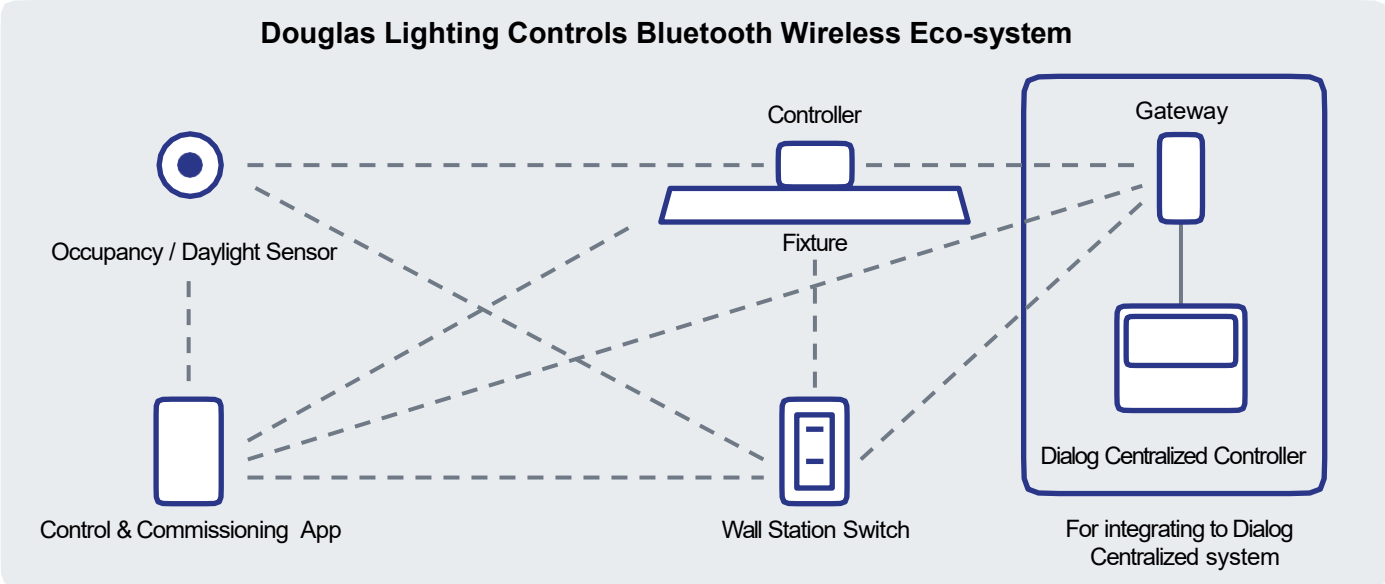 Douglas Lighting Controls Bluetooth Wireless Eco-system
Controller
Gateway
Occupancy / Daylight Sensor
Fixture
Dialog Centralized Controller
Control & Commissioning App
Wall Station Switch
For integrating to Dialog
Centralized system